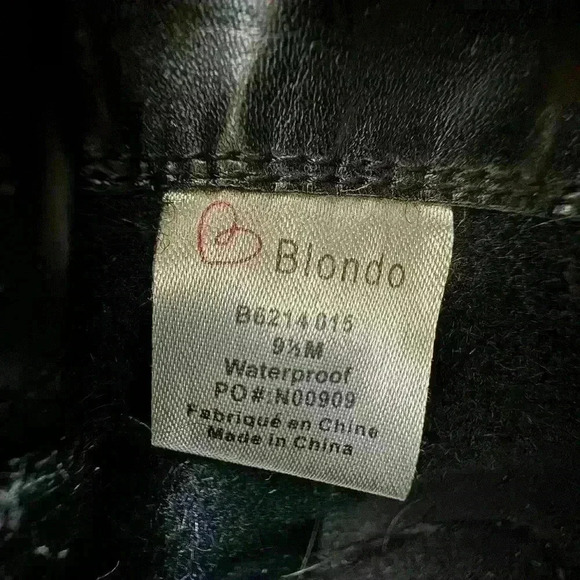 Blondo
B6214 015
9½M
Waterproof
PO#:N00909
Fabriqué en Chine
Made in China